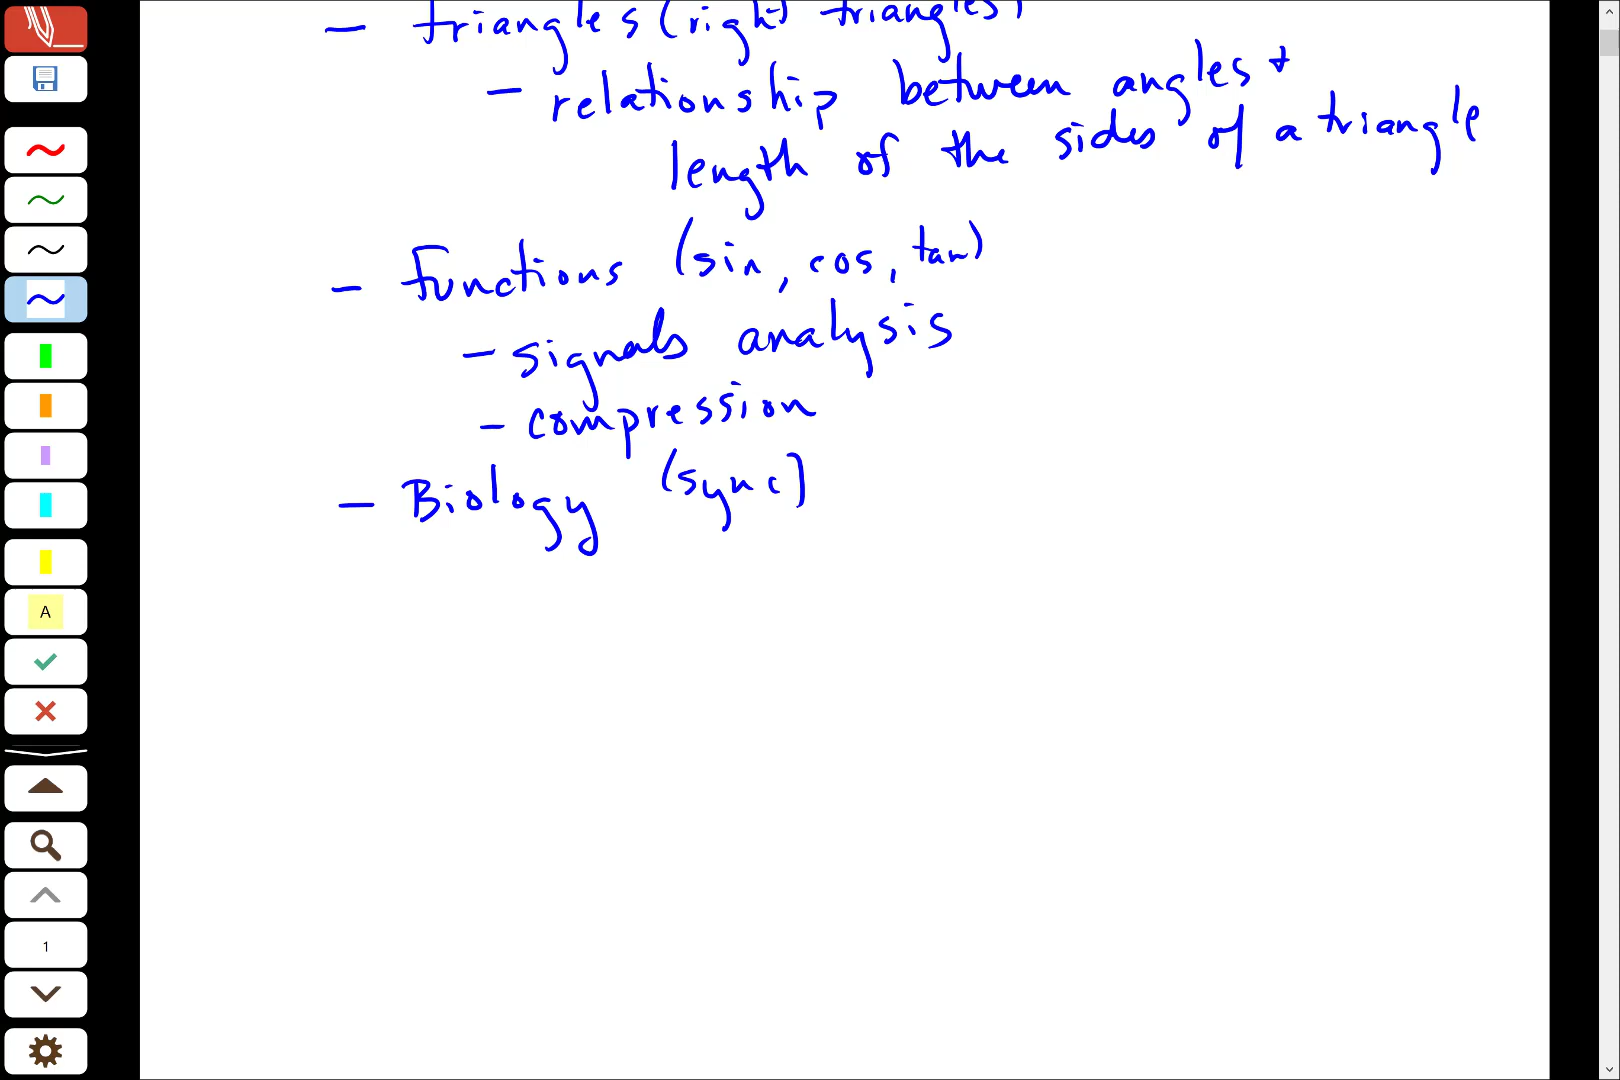 - triangles (right triangles)
- relationship between angles +
length of the sides of a triangle
- functions (sin, cos, tan)
- signals analysis
- compression
- Biology (sync)
A
1